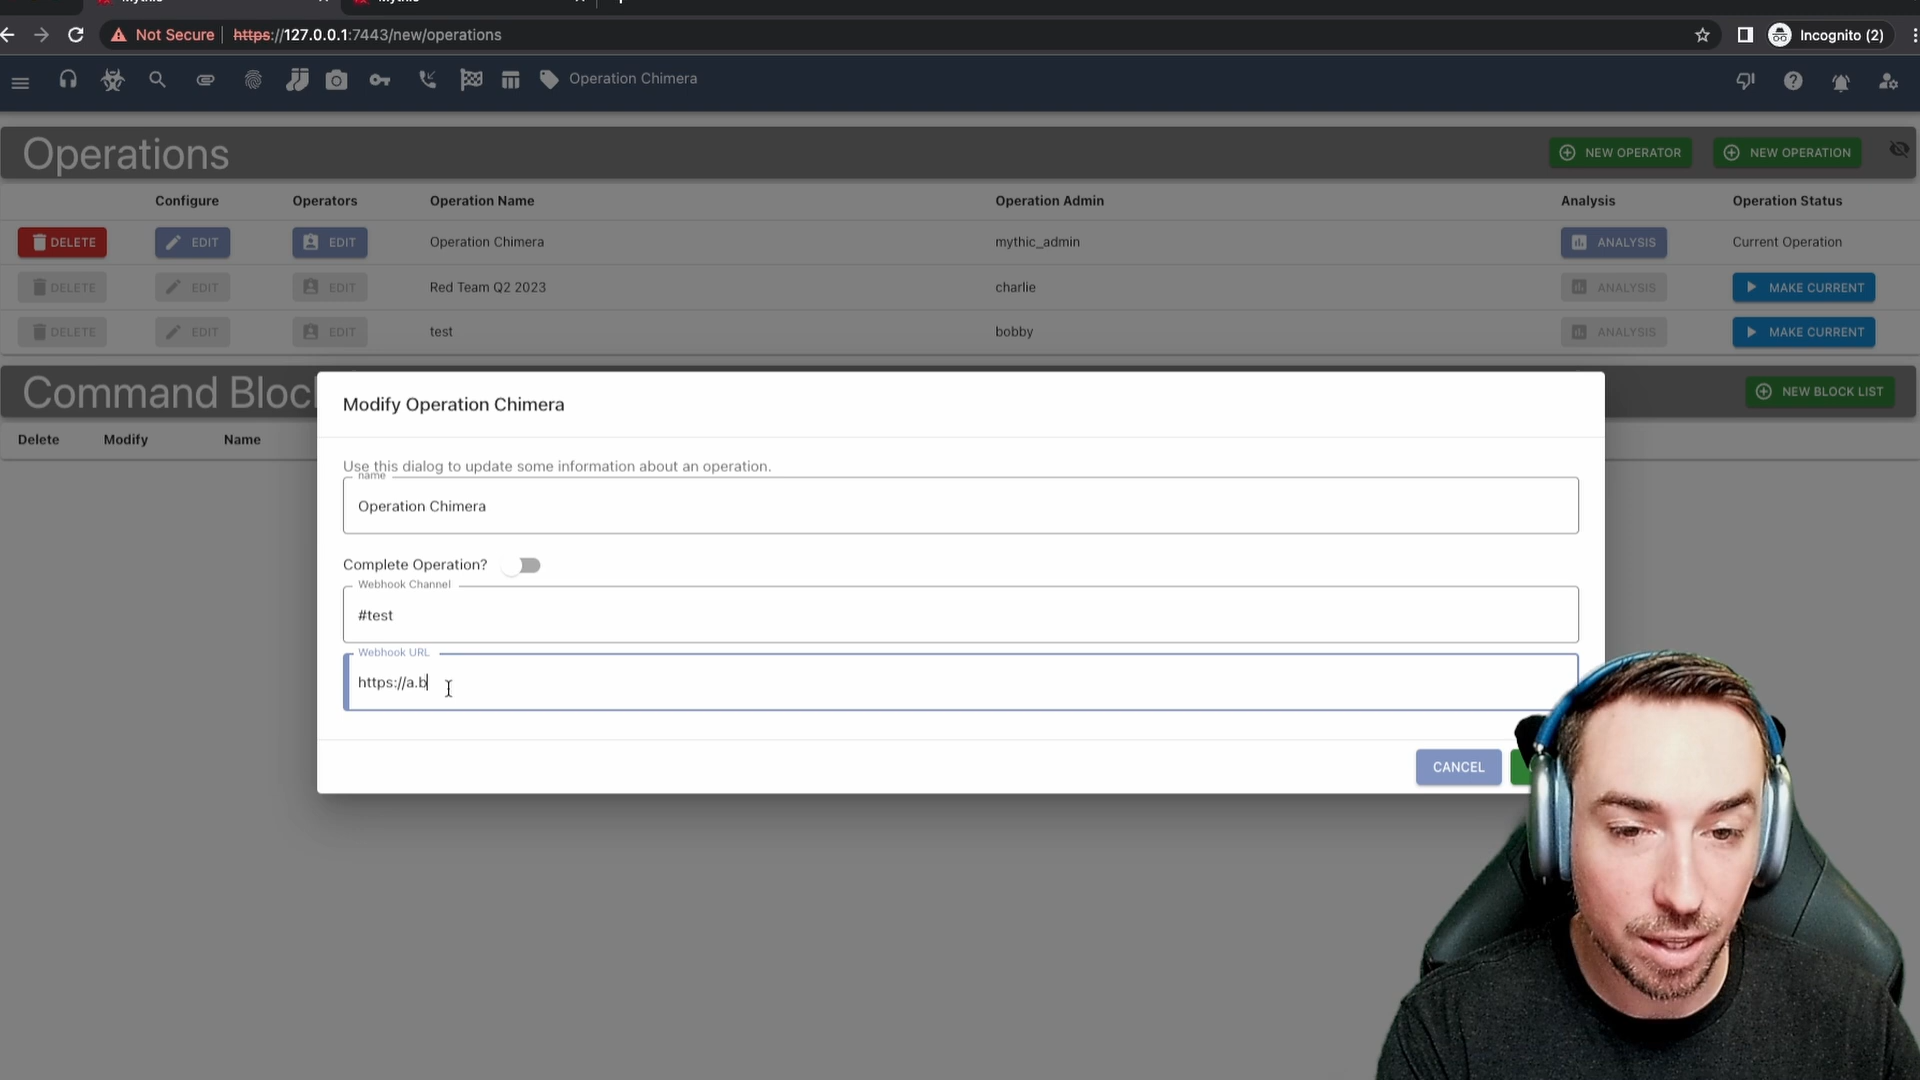 Not Secure https://127.0.0.1:7443/new/operations Incognito (2)
Operation Chimera
Operations NEW OPERATOR NEW OPERATION
Configure Operators Operation Name Operation Admin Analysis Operation Status
DELETE EDIT EDIT Operation Chimera mythic_admin ANALYSIS Current Operation
DELETE EDIT EDIT Red Team Q2 2023 charlie ANALYSIS MAKE CURRENT
DELETE EDIT EDIT test bobby ANALYSIS MAKE CURRENT
Command Bloc NEW BLOCK LIST
Delete Modify Name
Modify Operation Chimera
Use this dialog to update some information about an operation.
name
Operation Chimera
Complete Operation?
Webhook Channel
#test
Webhook URL
https://a.b
CANCEL